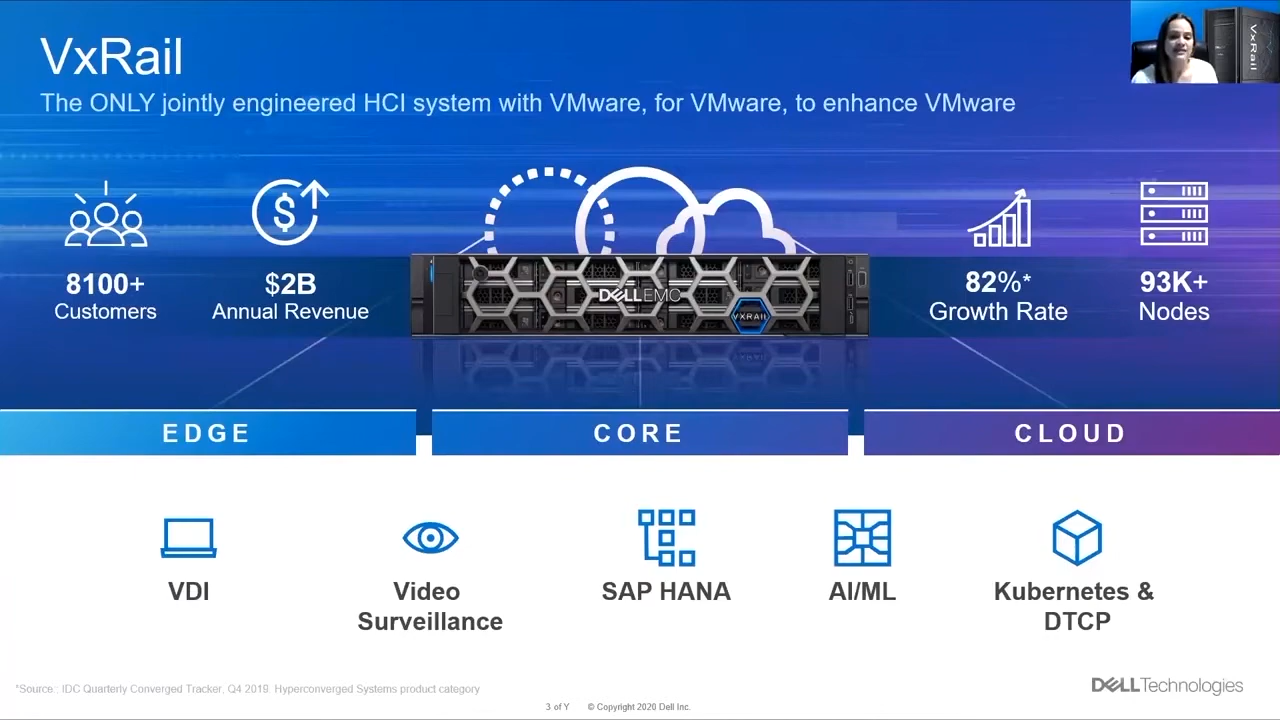 VxRail
The ONLY jointly engineered HCI system with VMware, for VMware, to enhance VMware
VxRail
8100+
Customers
$2B
Annual Revenue
DELLEMC
VXRAIL
82%*
Growth Rate
93K+
Nodes
EDGE
CORE
CLOUD
VDI
Video
Surveillance
SAP HANA
AI/ML
Kubernetes &
DTCP
*Source : IDC Quarterly Converged Tracker, Q4 2019. Hyperconverged Systems product category
3 of Y
© Copyright 2020 Dell Inc.
DELLTechnologies